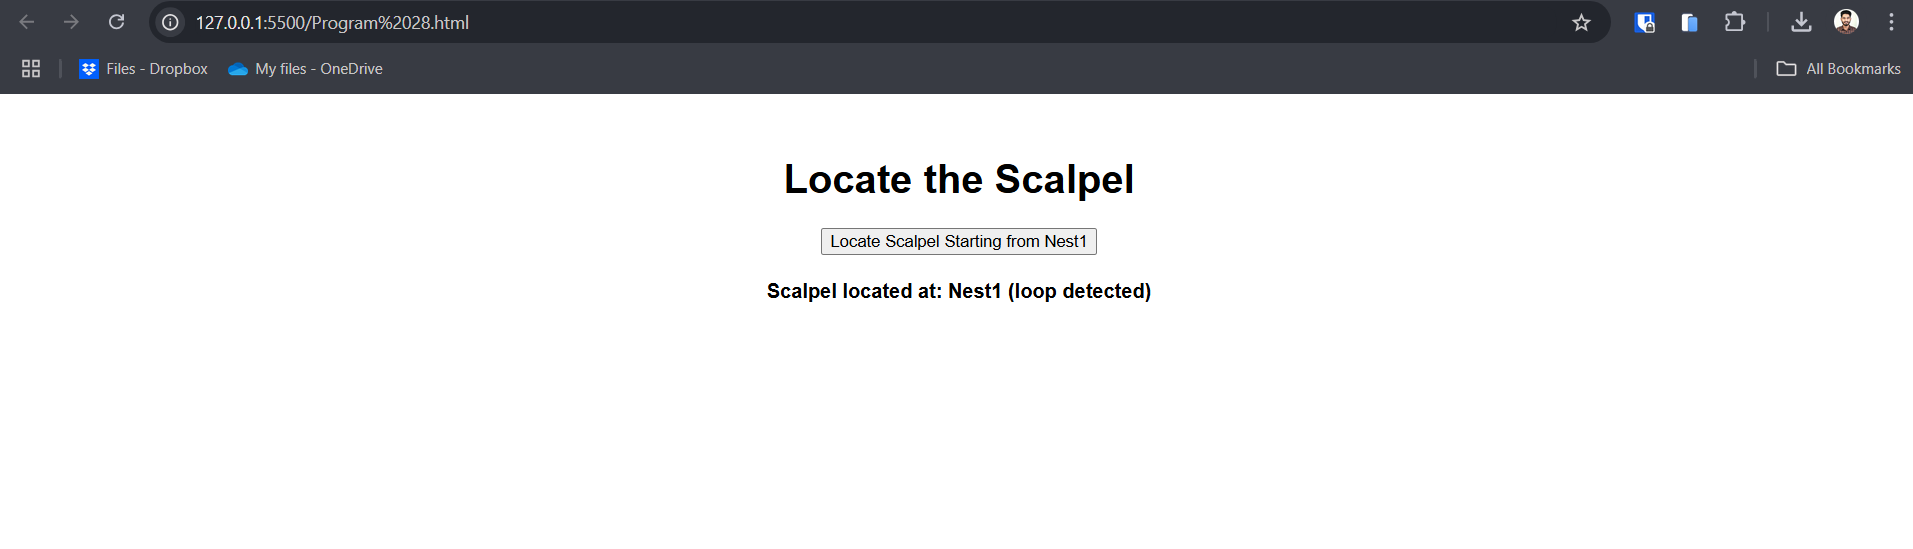 127.0.0.1:5500/Program%2028.html
Files - Dropbox My files - OneDrive All Bookmarks
Locate the Scalpel
Locate Scalpel Starting from Nest1
Scalpel located at: Nest1 (loop detected)